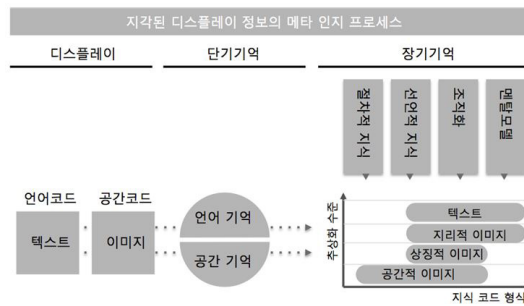 지각된 디스플레이 정보의 메타 인지 프로세스
디스플레이
단기기억
장기기억
절차적 지식
선언적 지식
조직화
멘탈모델
언어코드
공간코드
텍스트
이미지
언어 기억
공간 기억
추상화 수준
텍스트
지리적 이미지
상징적 이미지
공간적 이미지
지식 코드 형식